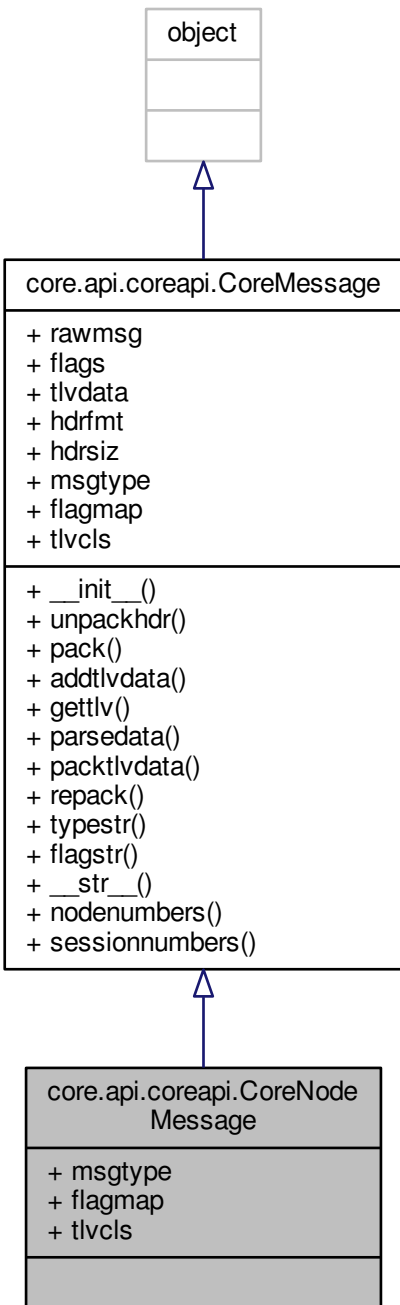 object
core.api.coreapi.CoreMessage
+ rawmsg
+ flags
+ tlvdata
+ hdrfmt
+ hdrsiz
+ msgtype
+ flagmap
+ tlvcls
+ __init__()
+ unpackhdr()
+ pack()
+ addtlvdata()
+ gettlv()
+ parsedata()
+ packtlvdata()
+ repack()
+ typestr()
+ flagstr()
+ __str__()
+ nodenumbers()
+ sessionnumbers()
core.api.coreapi.CoreNode
Message
+ msgtype
+ flagmap
+ tlvcls